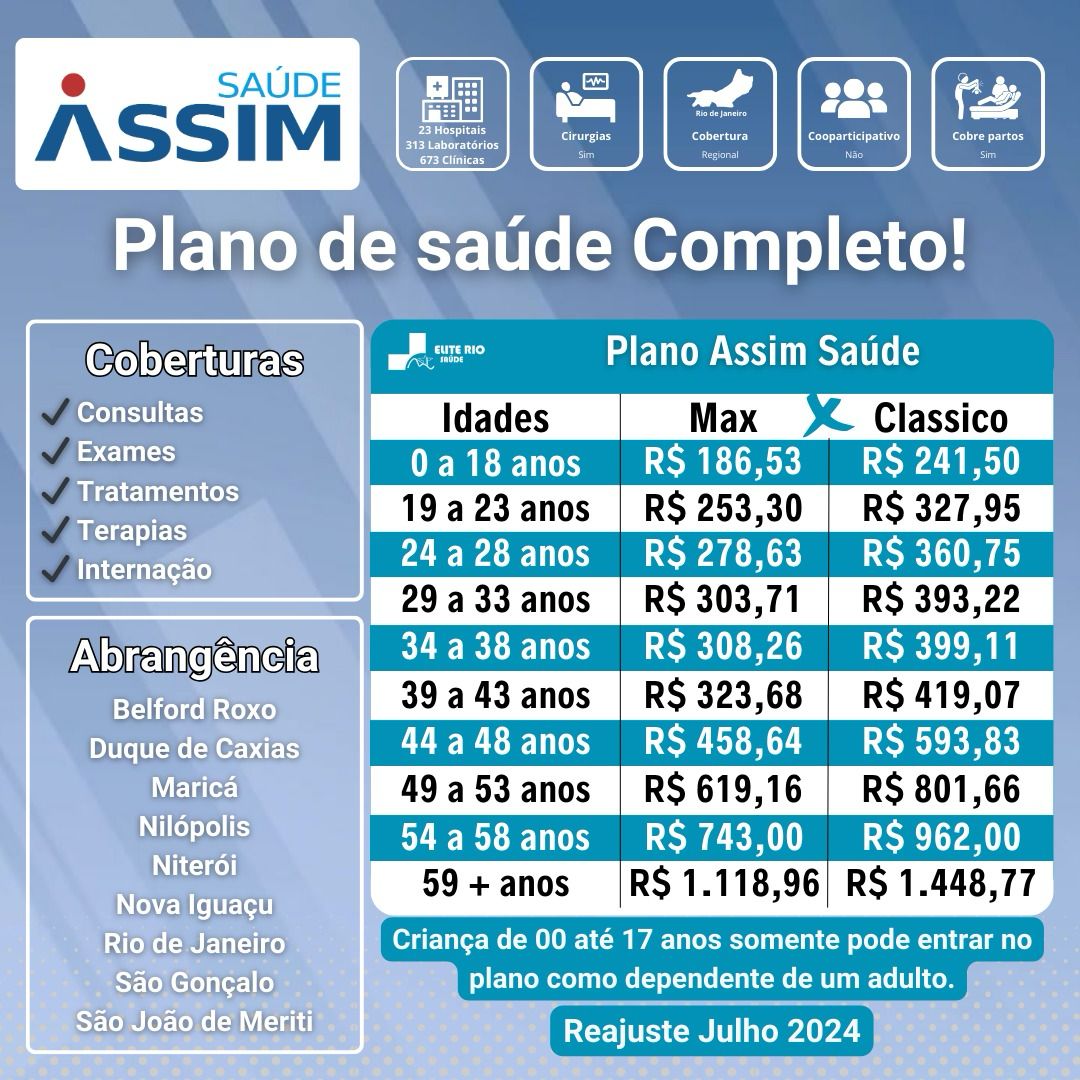 SAÚDE
ASSIM
23 Hospitais
313 Laboratórios
673 Clínicas
Cirurgias
Sim
Rio de Janeiro
Cobertura
Regional
Cooparticipativo
Não
Cobre partos
Sim
Plano de saúde Completo!
Coberturas
Consultas
Exames
Tratamentos
Terapias
Internação
Abrangência
Belford Roxo
Duque de Caxias
Maricá
Nilópolis
Niterói
Nova Iguaçu
Rio de Janeiro
São Gonçalo
São João de Meriti
ELITE RIO
SAÚDE
Plano Assim Saúde
Idades Max X Classico
0 a 18 anos R$ 186,53 R$ 241,50
19 a 23 anos R$ 253,30 R$ 327,95
24 a 28 anos R$ 278,63 R$ 360,75
29 a 33 anos R$ 303,71 R$ 393,22
34 a 38 anos R$ 308,26 R$ 399,11
39 a 43 anos R$ 323,68 R$ 419,07
44 a 48 anos R$ 458,64 R$ 593,83
49 a 53 anos R$ 619,16 R$ 801,66
54 a 58 anos R$ 743,00 R$ 962,00
59 + anos R$ 1.118,96 R$ 1.448,77
Criança de 00 até 17 anos somente pode entrar no
plano como dependente de um adulto.
Reajuste Julho 2024